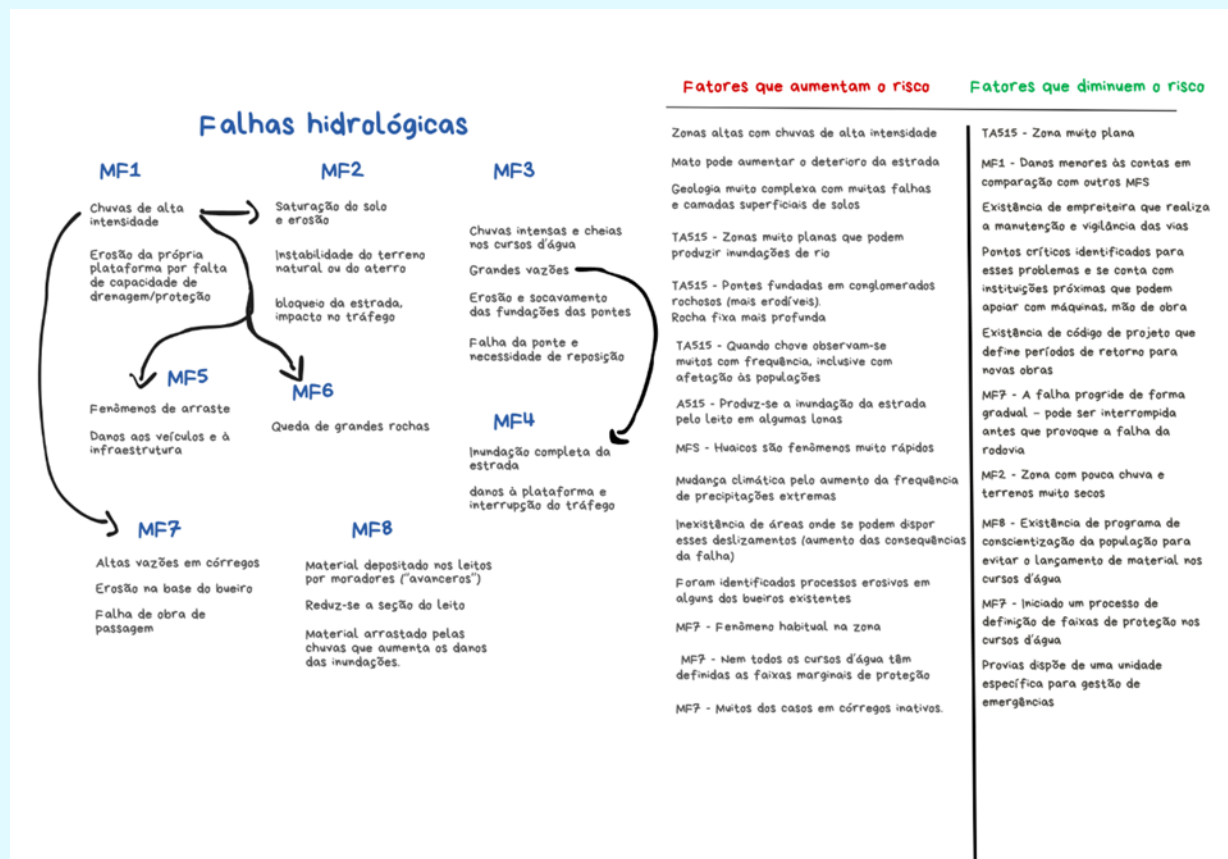 Falhas hidrológicas
MF1
Chuvas de alta
intensidade
Erosão da própria
plataforma por falta
de capacidade de
drenagem/proteção
MF2
Saturação do solo
e erosão
Instabilidade do terreno
natural ou do aterro
bloqueio da estrada,
impacto no tráfego
MF3
Chuvas intensas e cheias
nos cursos d'água
Grandes vazões
Erosão e socavamento
das fundações das pontes
Falha da ponte e
necessidade de reposição
MF5
Fenômenos de arraste
Danos aos veículos e à
infraestrutura
MF6
Queda de grandes rochas
MF4
Inundação completa da
estrada
danos à plataforma e
interrupção do tráfego
MF7
Altas vazões em córregos
Erosão na base do bueiro
Falha de obra de
passagem
MF8
Material depositado nos leitos
por moradores ("avanceros")
Reduz-se a seção do leito
Material arrastado pelas
chuvas que aumenta os danos
das inundações.
Fatores que aumentam o risco
Zonas altas com chuvas de alta intensidade
Mato pode aumentar o deterioro da estrada
Geologia muito complexa com muitas falhas
e camadas superficiais de solos
TA515 - Zonas muito planas que podem
produzir inundações de rio
TA515 - Pontes fundadas em conglomerados
rochosos (mais erodíveis).
Rocha fixa mais profunda
TA515 - Quando chove observam-se
muitos com frequência, inclusive com
afetação às populações
A515 - Produz-se a inundação da estrada
pelo leito em algumas lonas
MFS - Huaicos são fenômenos muito rápidos
Mudança climática pelo aumento da frequência
de precipitações extremas
Inexistência de áreas onde se podem dispor
esses deslizamentos (aumento das consequências
da falha)
Foram identificados processos erosivos em
alguns dos bueiros existentes
MF7 - Fenômeno habitual na zona
MF7 - Nem todos os cursos d'água têm
definidas as faixas marginais de proteção
MF7 - Muitos dos casos em córregos inativos.
Fatores que diminuem o risco
TA515 - Zona muito plana
MF1 - Danos menores às contas em
comparação com outros MFS
Existência de empreiteira que realiza
a manutenção e vigilância das vias
Pontos críticos identificados para
esses problemas e se conta com
instituições próximas que podem
apoiar com máquinas, mão de obra
Existência de código de projeto que
define períodos de retorno para
novas obras
MF7 - A falha progride de forma
gradual – pode ser interrompida
antes que provoque a falha da
rodovia
MF2 - Zona com pouca chuva e
terrenos muito secos
MF8 - Existência de programa de
conscientização da população para
evitar o lançamento de material nos
cursos d'água
MF7 - Iniciado um processo de
definição de faixas de proteção nos
cursos d'água
Provias dispõe de uma unidade
específica para gestão de
emergências